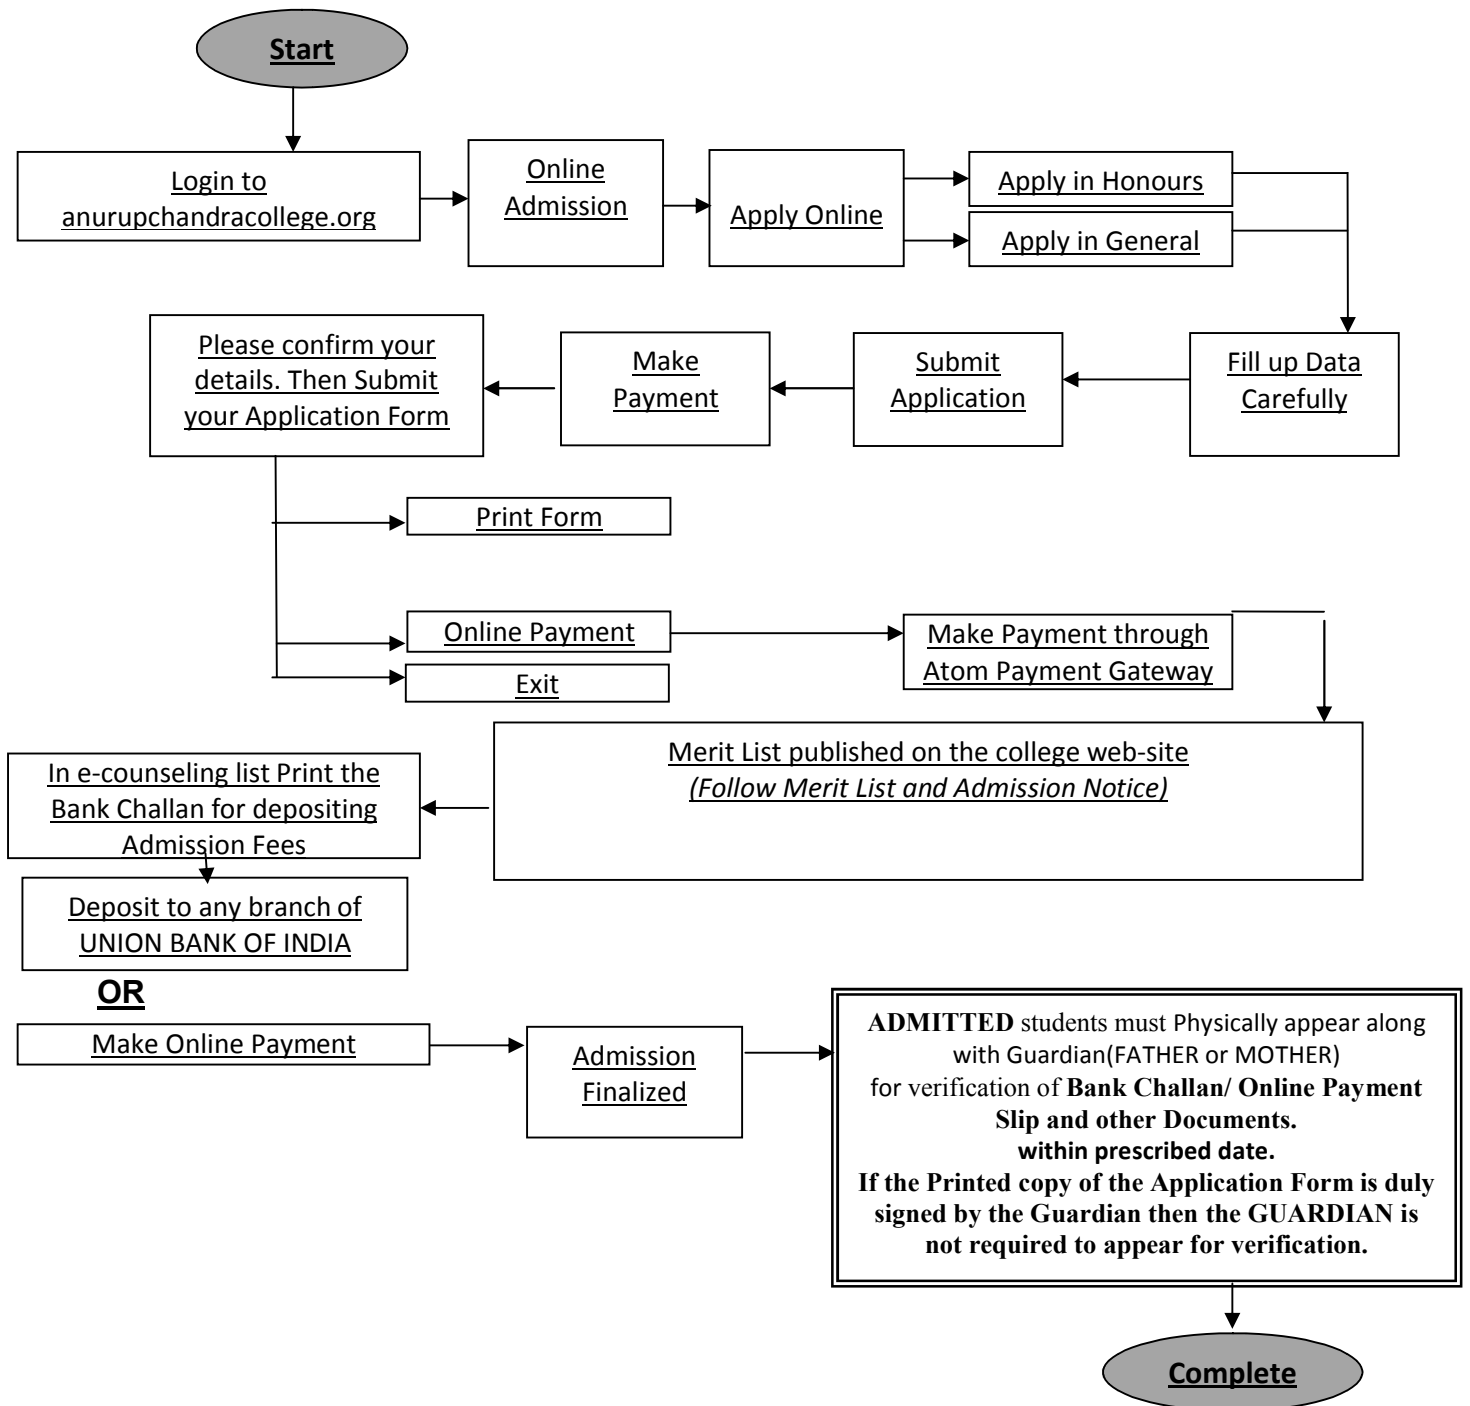 Start
Login to
anurupchandracollege.org
Online
Admission
Apply Online
Apply in Honours
Apply in General
Please confirm your
details. Then Submit
your Application Form
Make
Payment
Submit
Application
Fill up Data
Carefully
Print Form
Online Payment
Make Payment through
Atom Payment Gateway
Exit
Merit List published on the college web-site
(Follow Merit List and Admission Notice)
In e-counseling list Print the
Bank Challan for depositing
Admission Fees
Deposit to any branch of
UNION BANK OF INDIA
OR
Make Online Payment
Admission
Finalized
ADMITTED students must Physically appear along
with Guardian(FATHER or MOTHER)
for verification of Bank Challan/ Online Payment
Slip and other Documents.
within prescribed date.
If the Printed copy of the Application Form is duly
signed by the Guardian then the GUARDIAN is
not required to appear for verification.
Complete